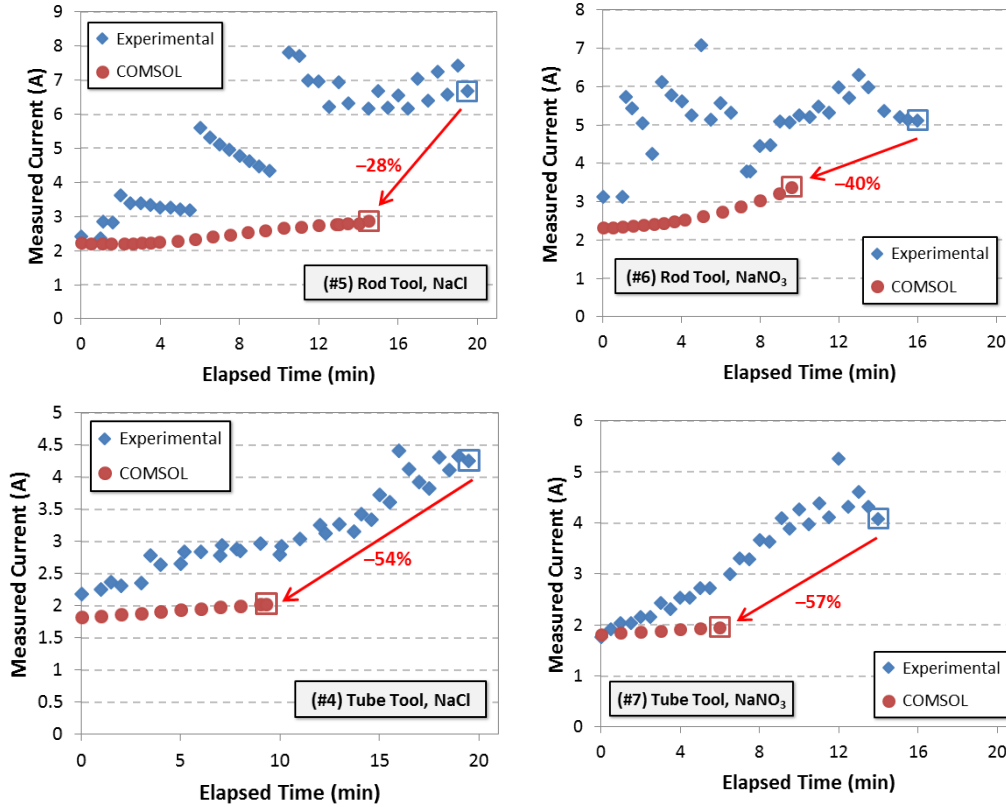 9
8
7
6
5
4
3
2
1
0
Measured Current (A)
Experimental
COMSOL
–28%
(#5) Rod Tool, NaCl
0 4 8 12 16 20
Elapsed Time (min)
8
7
6
5
4
3
2
1
0
Measured Current (A)
–40%
(#6) Rod Tool, NaNO₃
Experimental
COMSOL
0 4 8 12 16 20
Elapsed Time (min)
5
4.5
4
3.5
3
2.5
2
1.5
1
0.5
0
Measured Current (A)
Experimental
COMSOL
–54%
(#4) Tube Tool, NaCl
0 5 10 15 20
Elapsed Time (min)
6
5
4
3
2
1
0
Measured Current (A)
–57%
Experimental
COMSOL
(#7) Tube Tool, NaNO₃
0 4 8 12 16 20
Elapsed Time (min)